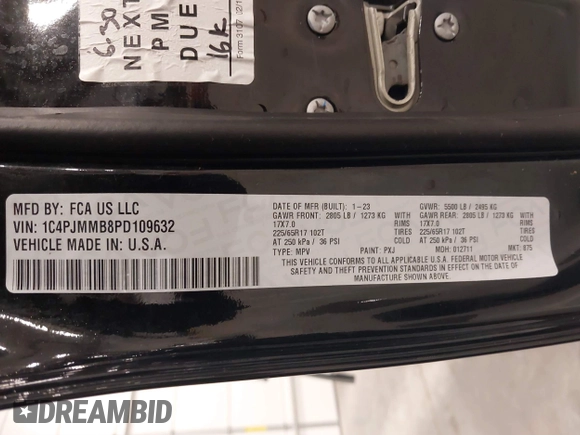 6.30
NEXT
PM
DUE
16K
Form 3107
MFD BY: FCA US LLC
VIN: 1C4PJMMB8PD109632
VEHICLE MADE IN: U.S.A.
DATE OF MFR (BUILT) 1-23 GVWR: 5500 LB / 2495 KG
GAWR FRONT: 2805 LB / 1273 KG WITH GAWR REAR: 2805 LB / 1273 KG WITH
17X7.0 RIMS 17X7.0 RIMS
225/65R17 102T TIRES 225/65R17 102T TIRES
AT 250 kPa / 36 PSI AT 250 kPa / 36 PSI
TYPE: MPV PAINT: PXJ MDH: 012711 MKT: 875
THIS VEHICLE CONFORMS TO ALL APPLICABLE U.S.A. FEDERAL MOTOR VEHICLE
SAFETY AND THEFT PREVENTION STANDARDS IN EFFECT ON THE DATE OF
MANUFACTURE SHOWN ABOVE.
DREAMBID